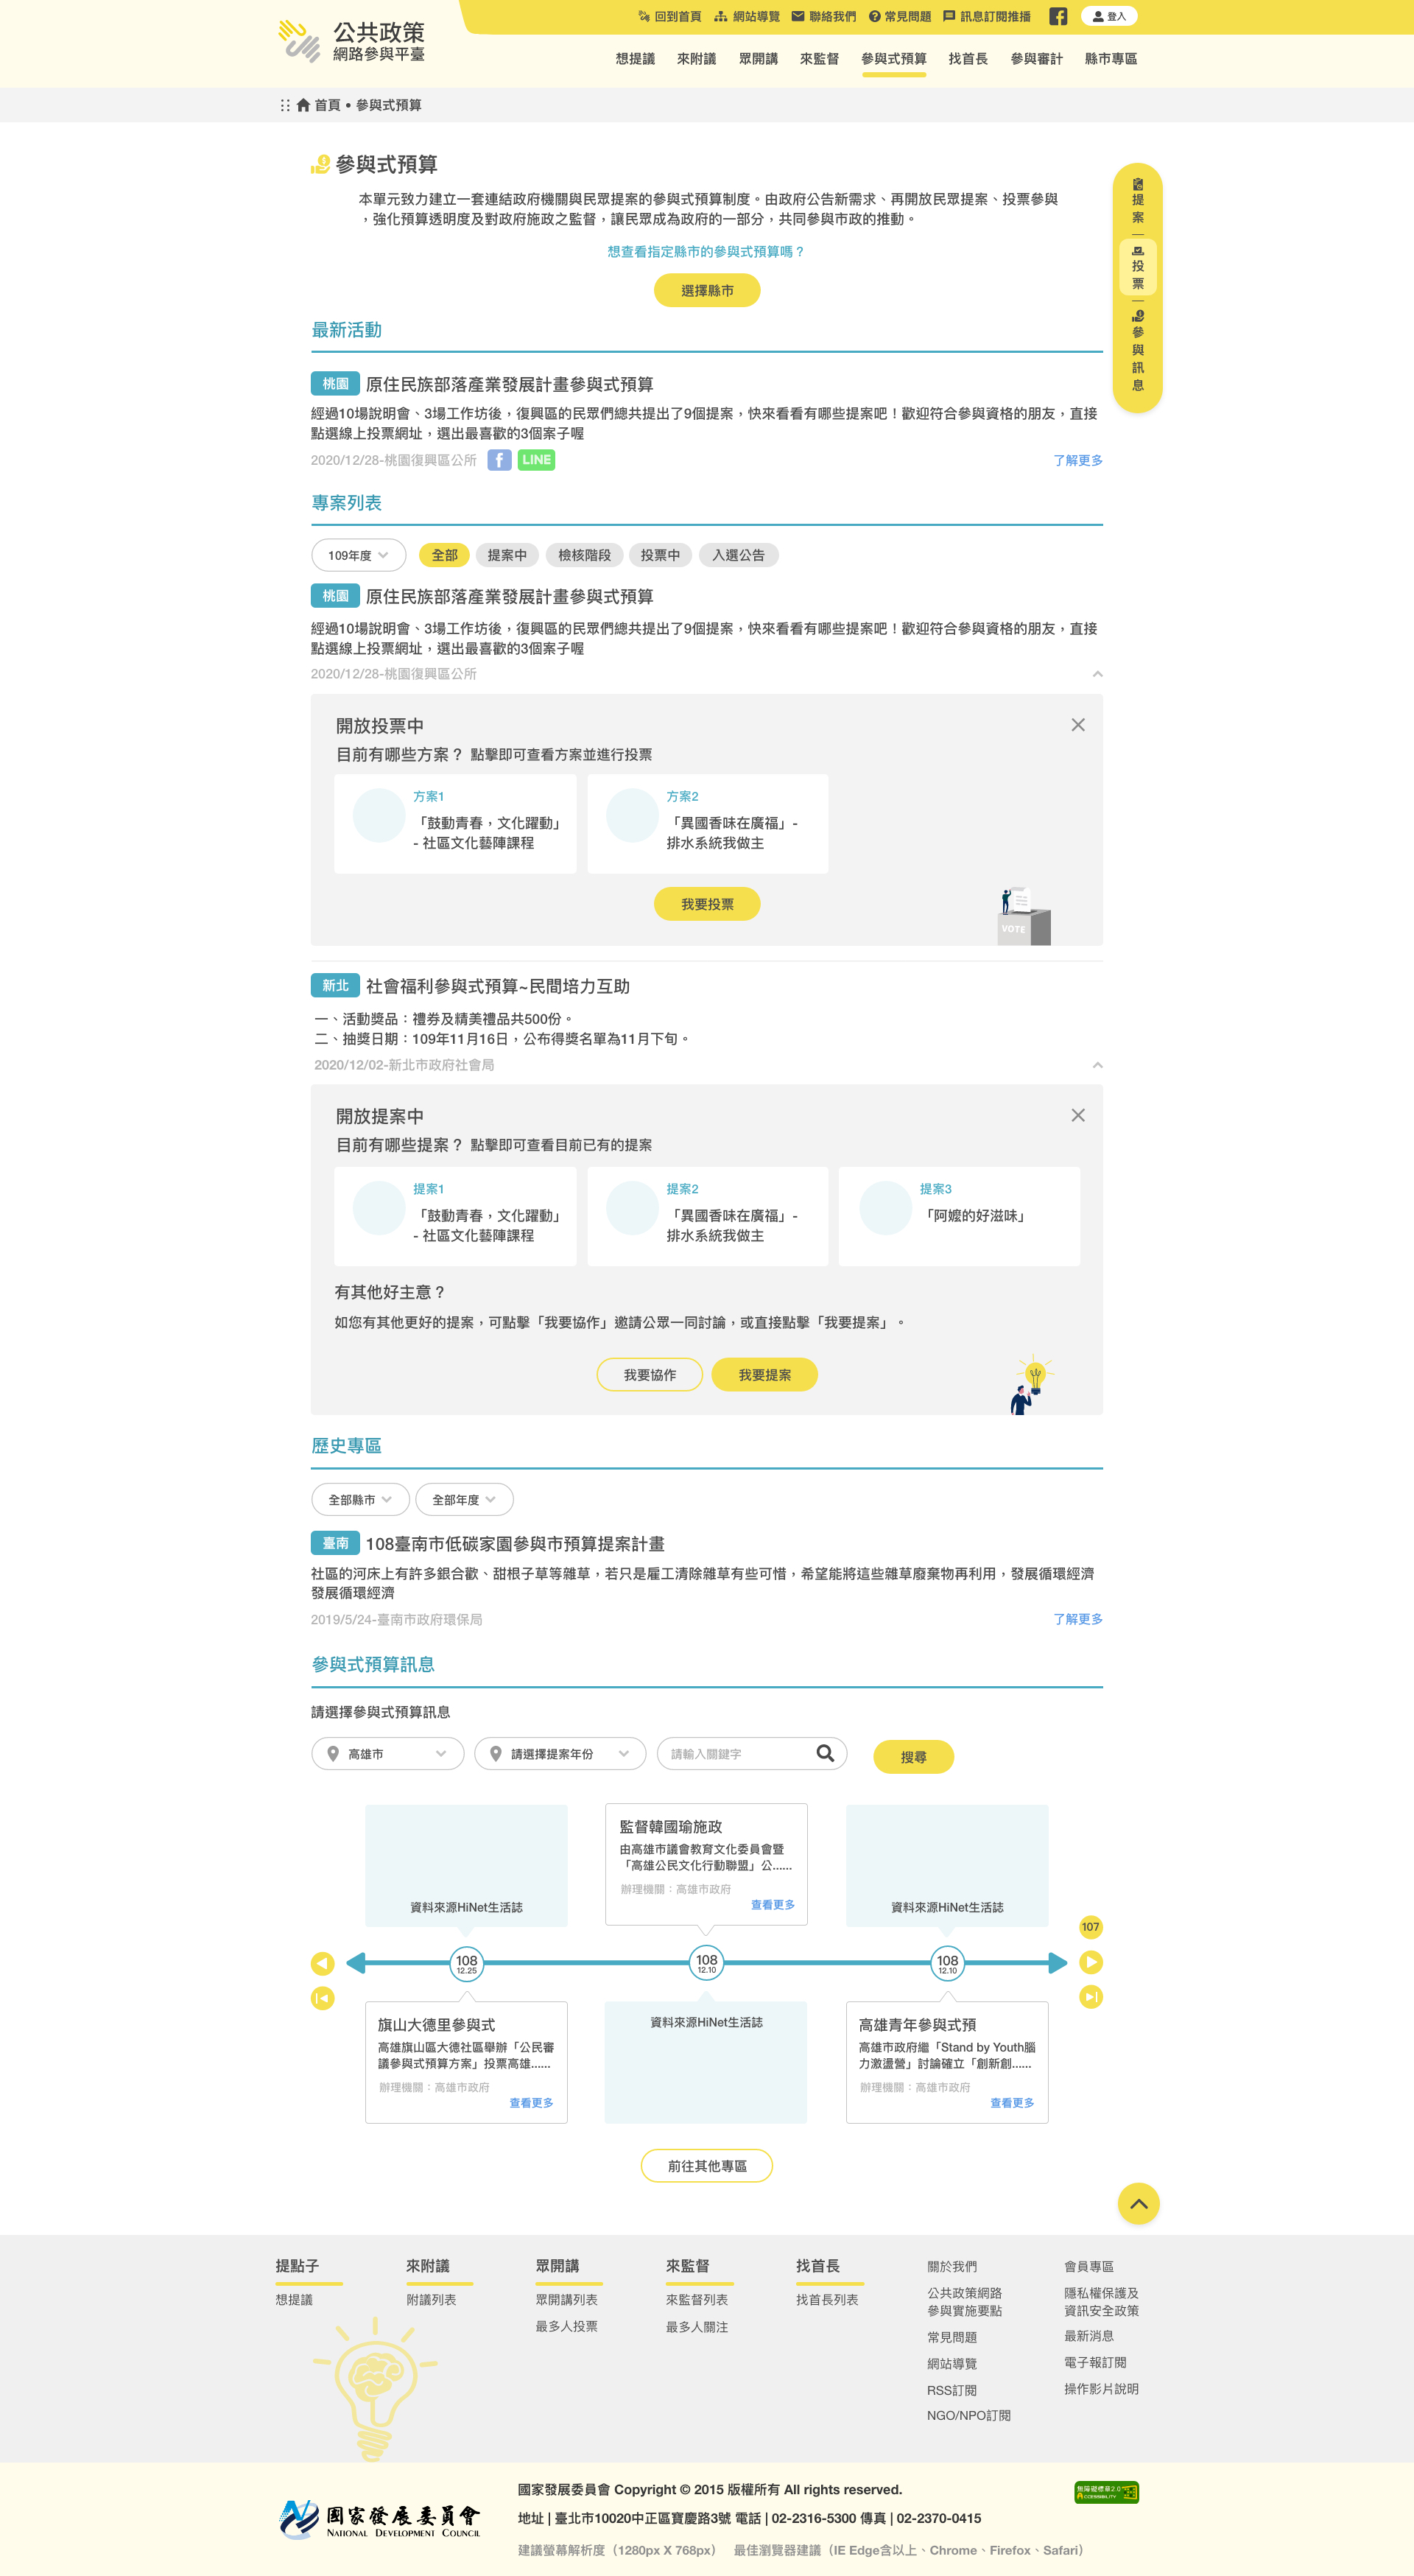 公共政策
網路參與平臺
回到首頁 網站導覽 聯絡我們 常見問題 訊息訂閱推播 登入
想提議 來附議 眾開講 來監督 參與式預算 找首長 參與審計 縣市專區
首頁 • 參與式預算
參與式預算
本單元致力建立一套連結政府機關與民眾提案的參與式預算制度。由政府公告新需求、再開放民眾提案、投票參與
，強化預算透明度及對政府施政之監督，讓民眾成為政府的一部分，共同參與市政的推動。
想查看指定縣市的參與式預算嗎？
選擇縣市
提案
投票
參與訊息
最新活動
桃園 原住民族部落產業發展計畫參與式預算
經過10場說明會、3場工作坊後，復興區的民眾們總共提出了9個提案，快來看看有哪些提案吧！歡迎符合參與資格的朋友，直接
點選線上投票網址，選出最喜歡的3個案子喔
2020/12/28-桃園復興區公所 f LINE 了解更多
專案列表
109年度 全部 提案中 檢核階段 投票中 入選公告
桃園 原住民族部落產業發展計畫參與式預算
經過10場說明會、3場工作坊後，復興區的民眾們總共提出了9個提案，快來看看有哪些提案吧！歡迎符合參與資格的朋友，直接
點選線上投票網址，選出最喜歡的3個案子喔
2020/12/28-桃園復興區公所
開放投票中
目前有哪些方案？ 點擊即可查看方案並進行投票
方案1
「鼓動青春，文化躍動」
- 社區文化藝陣課程
方案2
「異國香味在廣福」-
排水系統我做主
我要投票
VOTE
新北 社會福利參與式預算~民間培力互助
一、活動獎品：禮券及精美禮品共500份。
二、抽獎日期：109年11月16日，公布得獎名單為11月下旬。
2020/12/02-新北市政府社會局
開放提案中
目前有哪些提案？ 點擊即可查看目前已有的提案
提案1
「鼓動青春，文化躍動」
- 社區文化藝陣課程
提案2
「異國香味在廣福」-
排水系統我做主
提案3
「阿嬤的好滋味」
有其他好主意？
如您有其他更好的提案，可點擊「我要協作」邀請公眾一同討論，或直接點擊「我要提案」。
我要協作 我要提案
歷史專區
全部縣市 全部年度
臺南 108臺南市低碳家園參與市預算提案計畫
社區的河床上有許多銀合歡、甜根子草等雜草，若只是雇工清除雜草有些可惜，希望能將這些雜草廢棄物再利用，發展循環經濟
發展循環經濟
2019/5/24-臺南市政府環保局 了解更多
參與式預算訊息
請選擇參與式預算訊息
高雄市 請選擇提案年份 請輸入關鍵字 搜尋
資料來源HiNet生活誌
監督韓國瑜施政
由高雄市議會教育文化委員會暨
「高雄公民文化行動聯盟」公......
辦理機關：高雄市政府
查看更多
資料來源HiNet生活誌
107
108
12.25
108
12.10
108
12.10
旗山大德里參與式
高雄旗山區大德社區舉辦「公民審
議參與式預算方案」投票高雄......
辦理機關：高雄市政府
查看更多
資料來源HiNet生活誌
高雄青年參與式預
高雄市政府繼「Stand by Youth腦
力激盪營」討論確立「創新創......
辦理機關：高雄市政府
查看更多
前往其他專區
提點子
想提議
來附議
附議列表
眾開講
眾開講列表
最多人投票
來監督
來監督列表
最多人關注
找首長
找首長列表
關於我們
公共政策網路
參與實施要點
常見問題
網站導覽
RSS訂閱
NGO/NPO訂閱
會員專區
隱私權保護及
資訊安全政策
最新消息
電子報訂閱
操作影片說明
國家發展委員會
NATIONAL DEVELOPMENT COUNCIL
國家發展委員會 Copyright © 2015 版權所有 All rights reserved.
地址 | 臺北市10020中正區寶慶路3號 電話 | 02-2316-5300 傳真 | 02-2370-0415
建議螢幕解析度（1280px X 768px） 最佳瀏覽器建議（IE Edge含以上、Chrome、Firefox、Safari）
無障礙標章2.0
ACCESSIBILITY